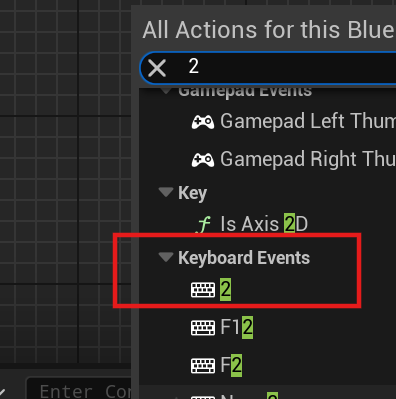 All Actions for this Blue
2
Gamepad Events
Gamepad Left Thum
Gamepad Right Thu
Key
Is Axis 2D
Keyboard Events
2
F12
F2
Enter Con